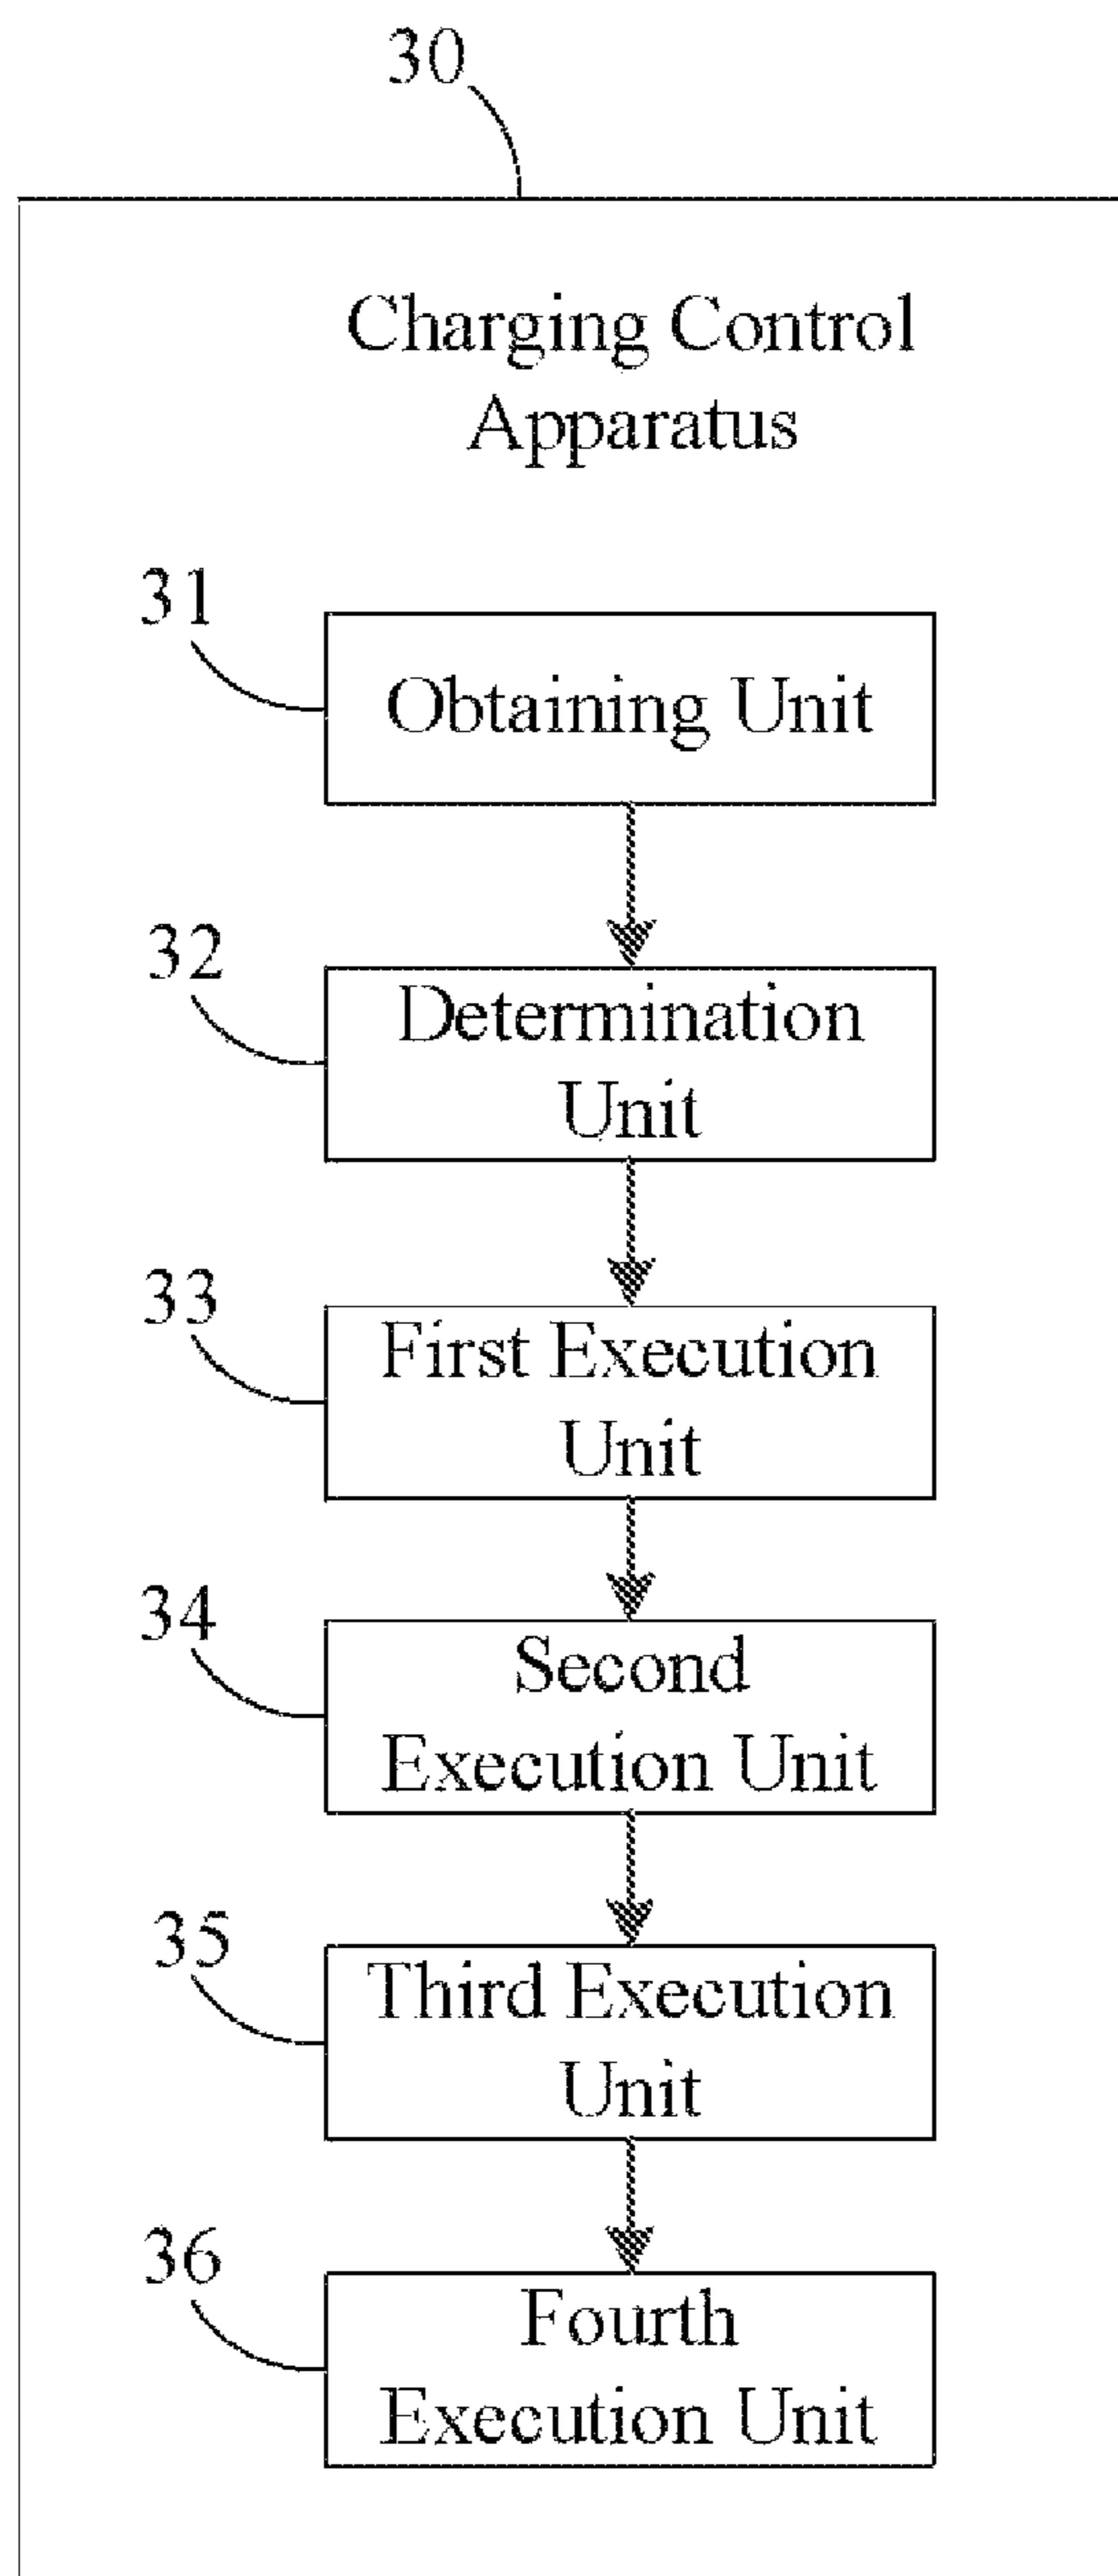 30
Charging Control
Apparatus
31
Obtaining Unit
32
Determination
Unit
33
First Execution
Unit
34
Second
Execution Unit
35
Third Execution
Unit
36
Fourth
Execution Unit